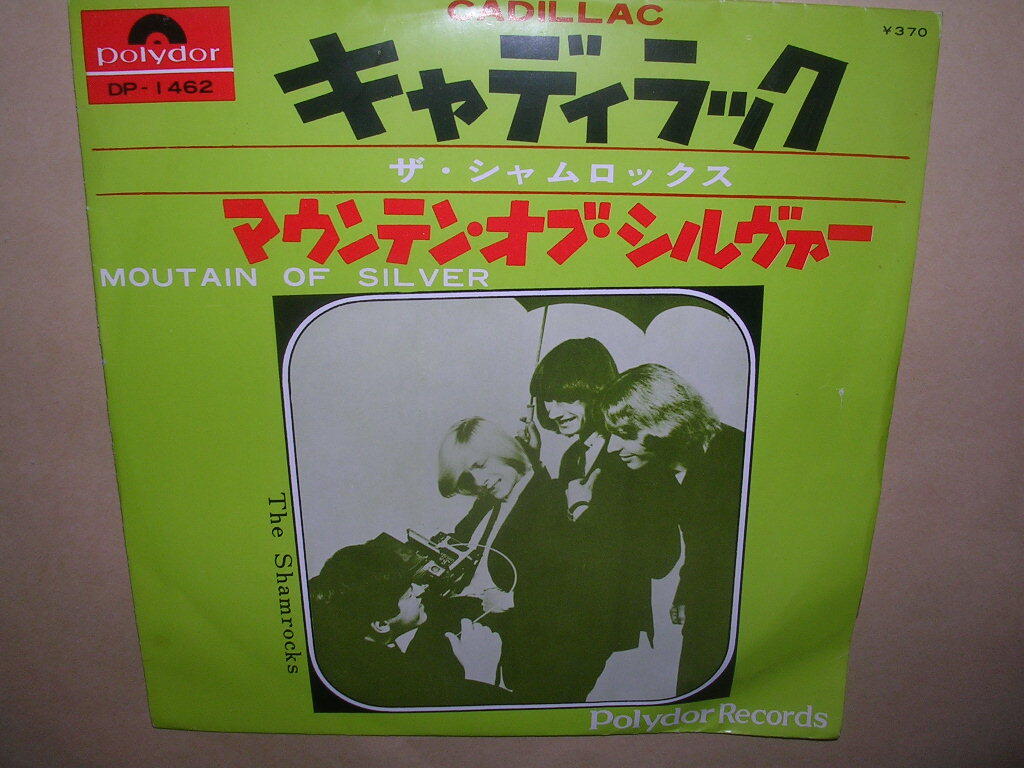 CADILLAC
¥370
polydor
DP-1462
キャディラック
ザ・シャムロックス
マウンテン・オブ・シルヴァー
MOUTAIN OF SILVER
The Shamrocks
Polydor Records